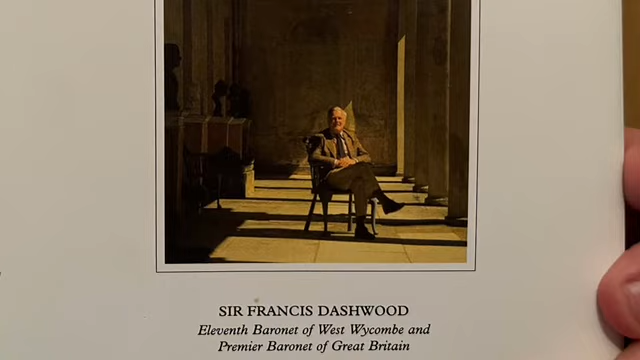 SIR FRANCIS DASHWOOD
Eleventh Baronet of West Wycombe and
Premier Baronet of Great Britain